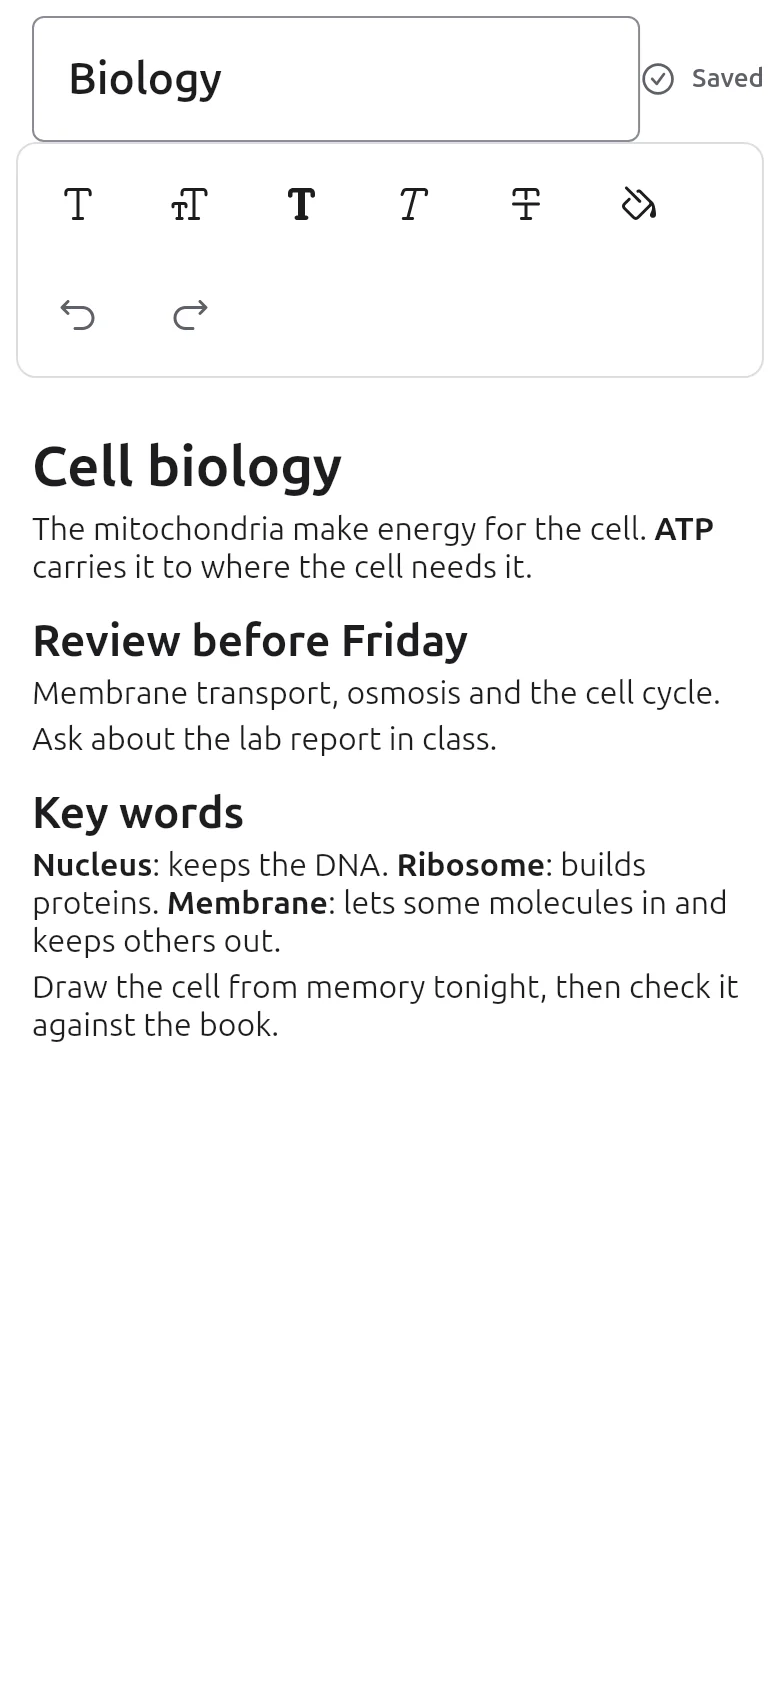 Biology
Saved
Cell biology
The mitochondria make energy for the cell. ATP
carries it to where the cell needs it.
Review before Friday
Membrane transport, osmosis and the cell cycle.
Ask about the lab report in class.
Key words
Nucleus: keeps the DNA. Ribosome: builds
proteins. Membrane: lets some molecules in and
keeps others out.
Draw the cell from memory tonight, then check it
against the book.